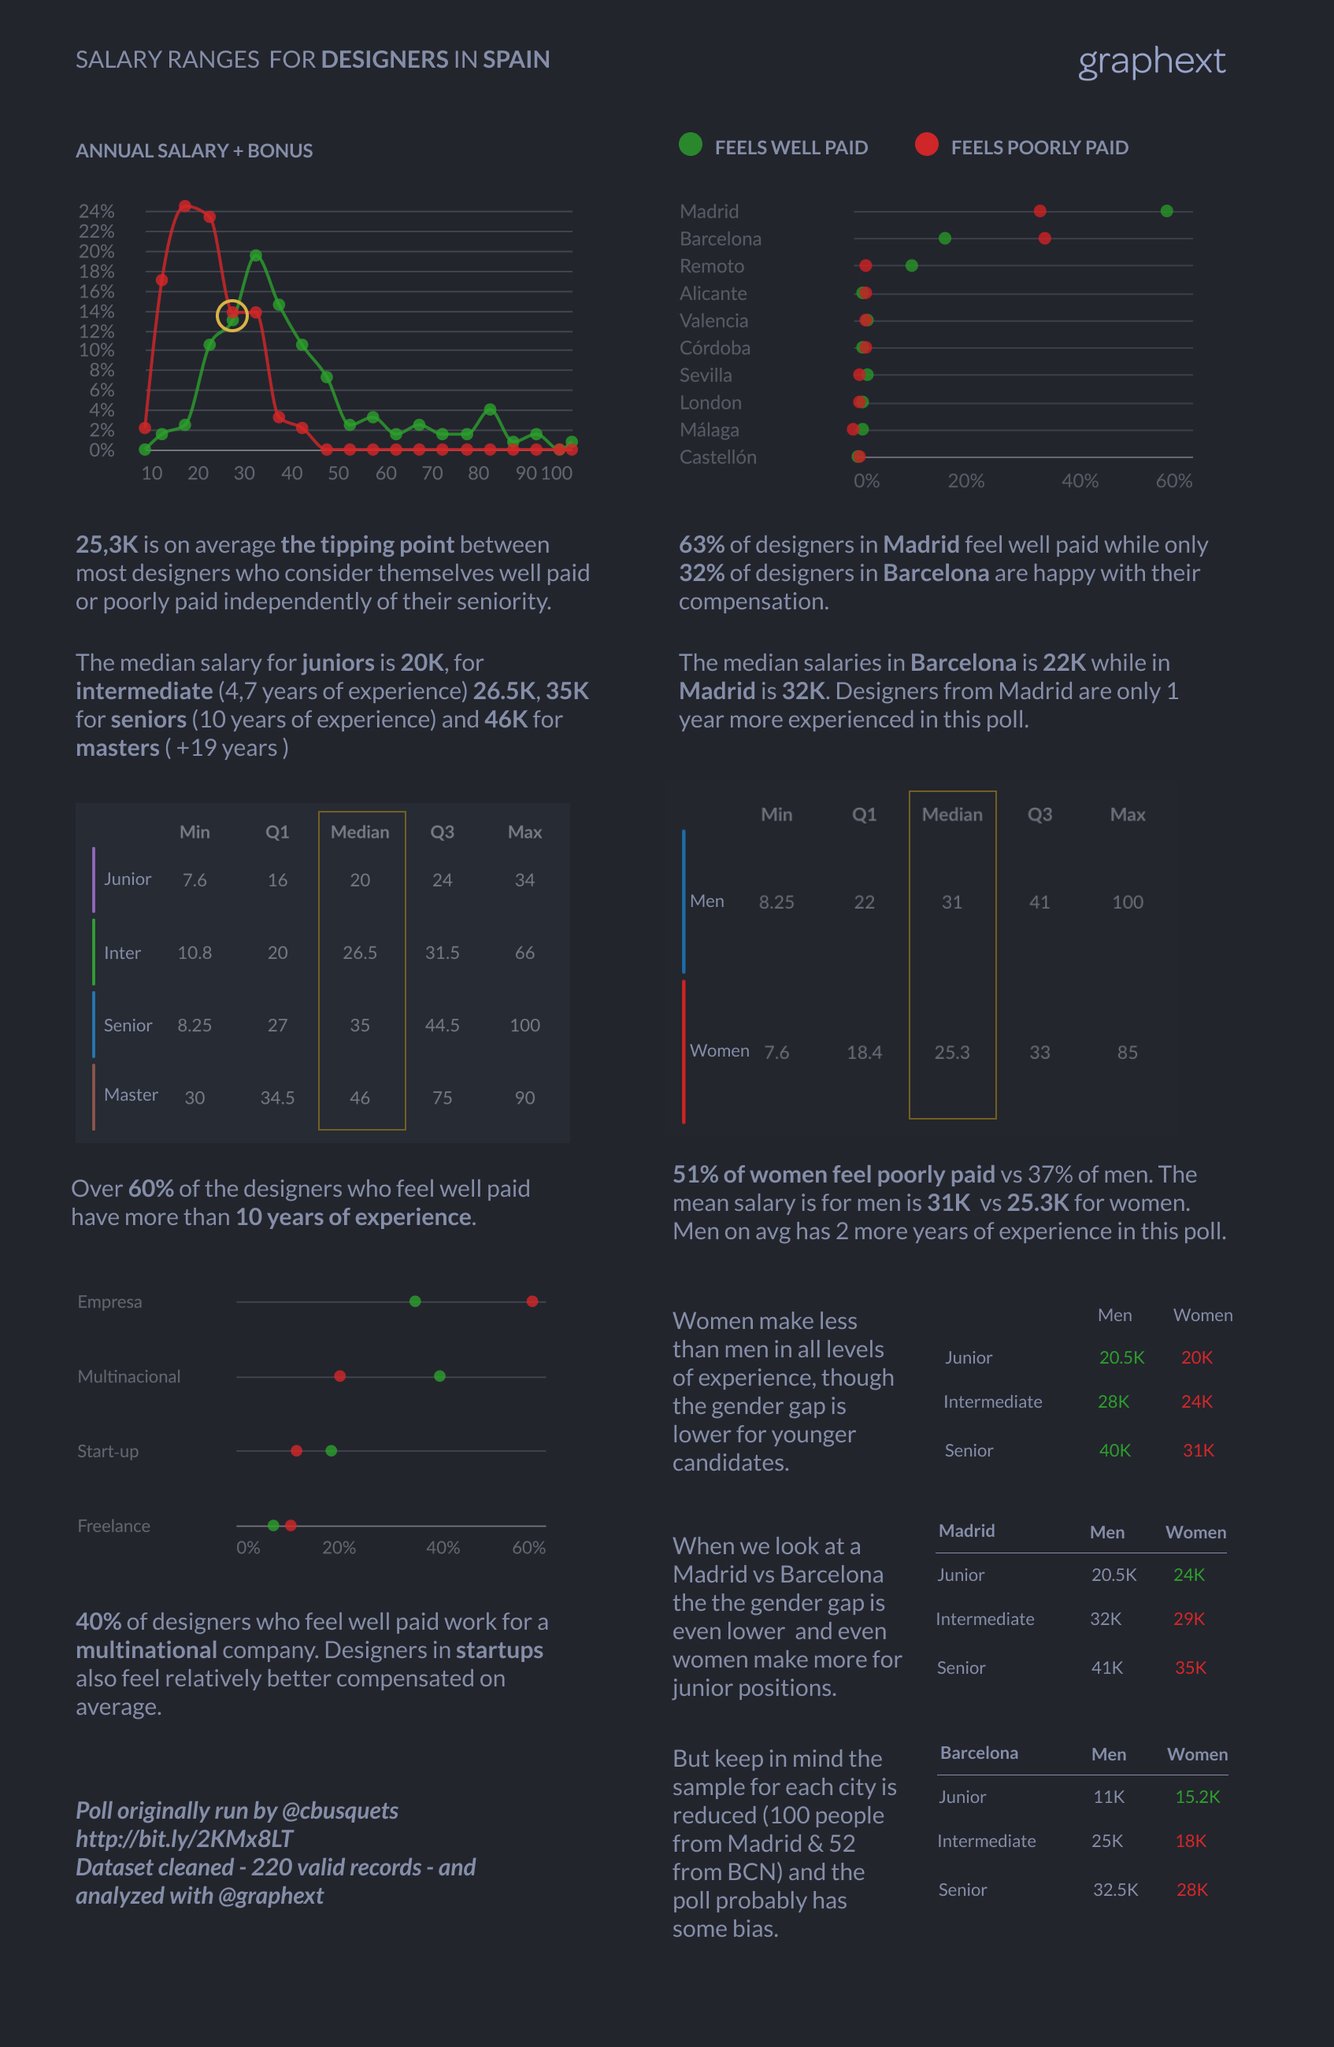 SALARY RANGES FOR DESIGNERS IN SPAIN
graphext
ANNUAL SALARY + BONUS
24%
22%
20%
18%
16%
14%
12%
10%
8%
6%
4%
2%
0%
10 20 30 40 50 60 70 80 90 100
25,3K is on average the tipping point between
most designers who consider themselves well paid
or poorly paid independently of their seniority.
The median salary for juniors is 20K, for
intermediate (4,7 years of experience) 26.5K, 35K
for seniors (10 years of experience) and 46K for
masters ( +19 years )
Min Q1 Median Q3 Max
Junior 7.6 16 20 24 34
Inter 10.8 20 26.5 31.5 66
Senior 8.25 27 35 44.5 100
Master 30 34.5 46 75 90
Over 60% of the designers who feel well paid
have more than 10 years of experience.
Empresa
Multinacional
Start-up
Freelance
0% 20% 40% 60%
40% of designers who feel well paid work for a
multinational company. Designers in startups
also feel relatively better compensated on
average.
Poll originally run by @cbusquets
http://bit.ly/2KMx8LT
Dataset cleaned - 220 valid records - and
analyzed with @graphext
FEELS WELL PAID FEELS POORLY PAID
Madrid
Barcelona
Remoto
Alicante
Valencia
Córdoba
Sevilla
London
Málaga
Castellón
0% 20% 40% 60%
63% of designers in Madrid feel well paid while only
32% of designers in Barcelona are happy with their
compensation.
The median salaries in Barcelona is 22K while in
Madrid is 32K. Designers from Madrid are only 1
year more experienced in this poll.
Min Q1 Median Q3 Max
Men 8.25 22 31 41 100
Women 7.6 18.4 25.3 33 85
51% of women feel poorly paid vs 37% of men. The
mean salary is for men is 31K vs 25.3K for women.
Men on avg has 2 more years of experience in this poll.
Women make less
than men in all levels
of experience, though
the gender gap is
lower for younger
candidates.
Men Women
Junior 20.5K 20K
Intermediate 28K 24K
Senior 40K 31K
When we look at a
Madrid vs Barcelona
the the gender gap is
even lower and even
women make more for
junior positions.
Madrid Men Women
Junior 20.5K 24K
Intermediate 32K 29K
Senior 41K 35K
But keep in mind the
sample for each city is
reduced (100 people
from Madrid & 52
from BCN) and the
poll probably has
some bias.
Barcelona Men Women
Junior 11K 15.2K
Intermediate 25K 18K
Senior 32.5K 28K